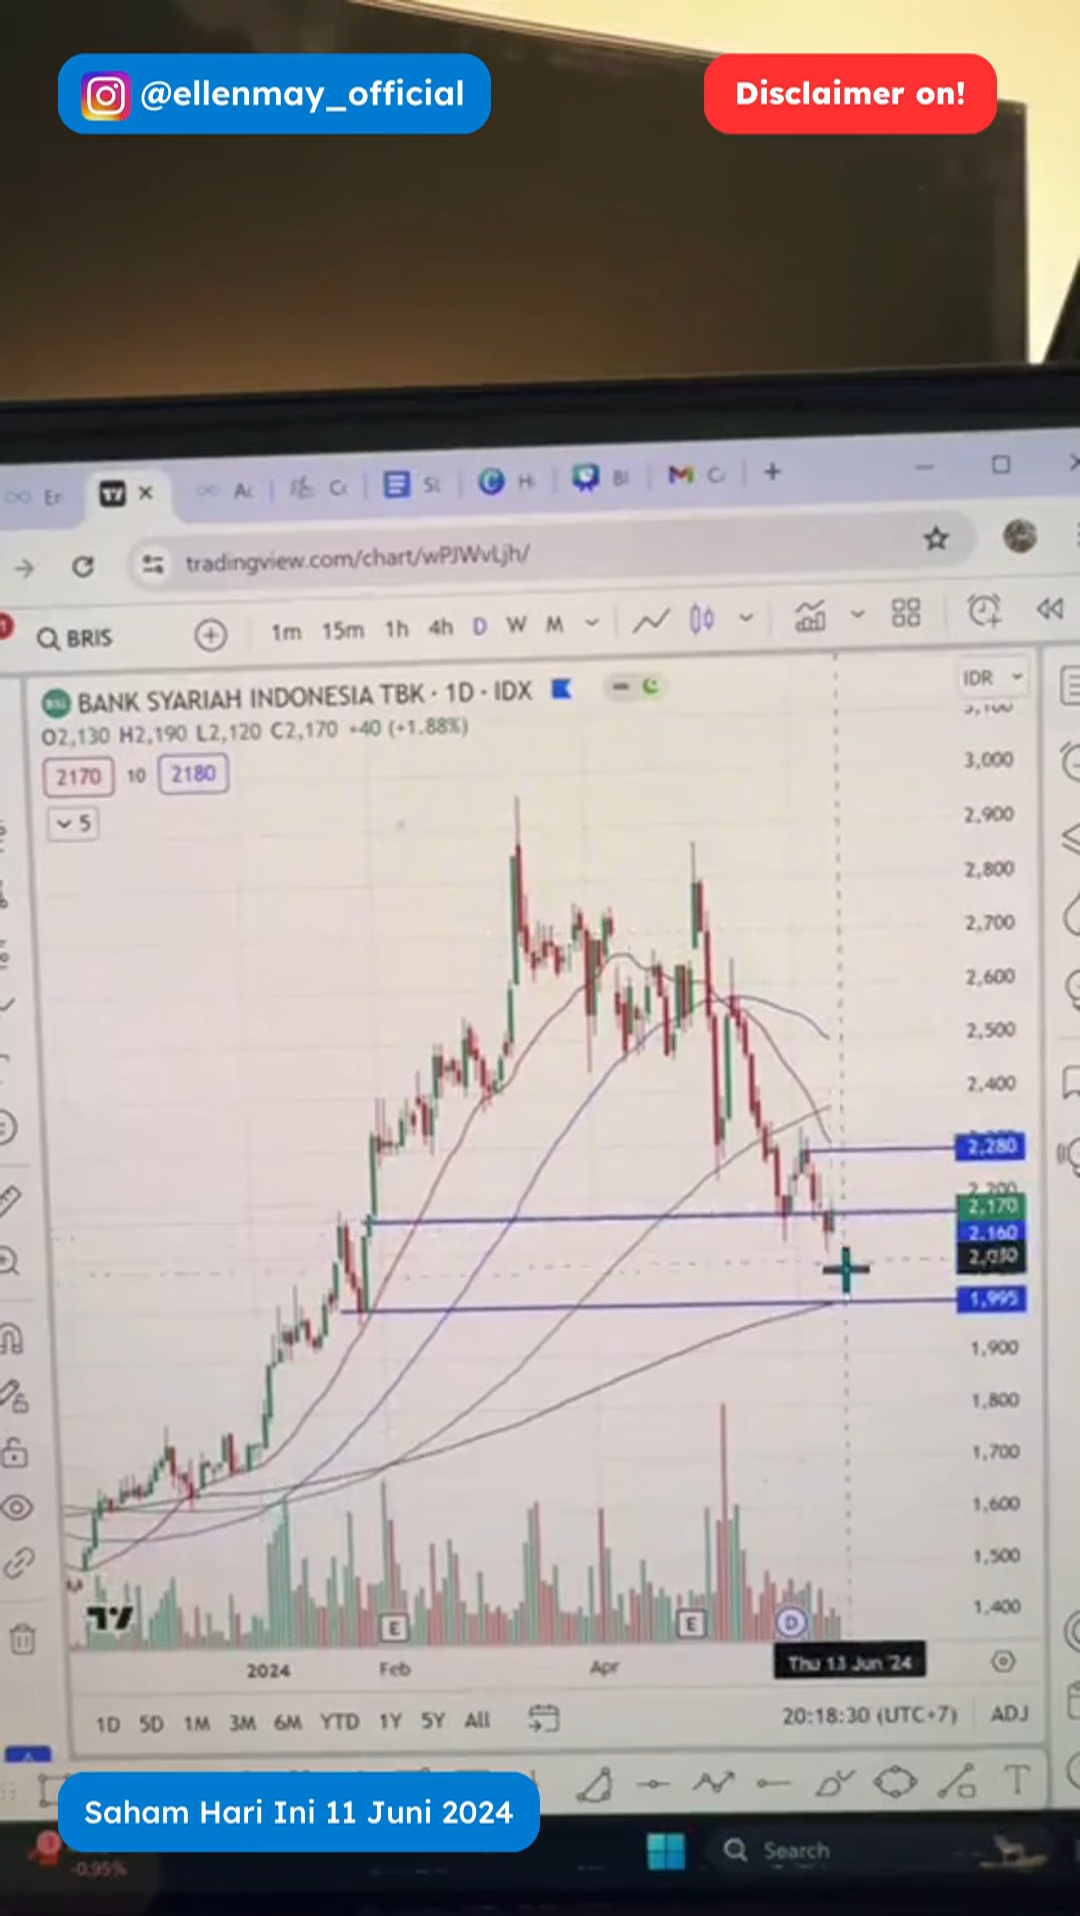 @ellenmay_official
Disclaimer on!
Er
Ac
tradingview.com/chart/wPJWvLjh/
BRIS
1m 15m 1h 4h D W M
BANK SYARIAH INDONESIA TBK · 1D · IDX
IDR
O2,130 H2,190 L2,120 C2,170 +40 (+1.88%)
2170 10 2180
5
3,000
2,900
2,800
2,700
2,600
2,500
2,400
2,280
2,170
2,160
1,995
1,900
1,800
1,700
1,600
1,500
1,400
E
E
D
2024 Feb Apr
Jun '24
1D 5D 1M 3M 6M YTD 1Y 5Y All
20:18:30 (UTC+7) ADJ
Saham Hari Ini 11 Juni 2024
-0.95%
Search